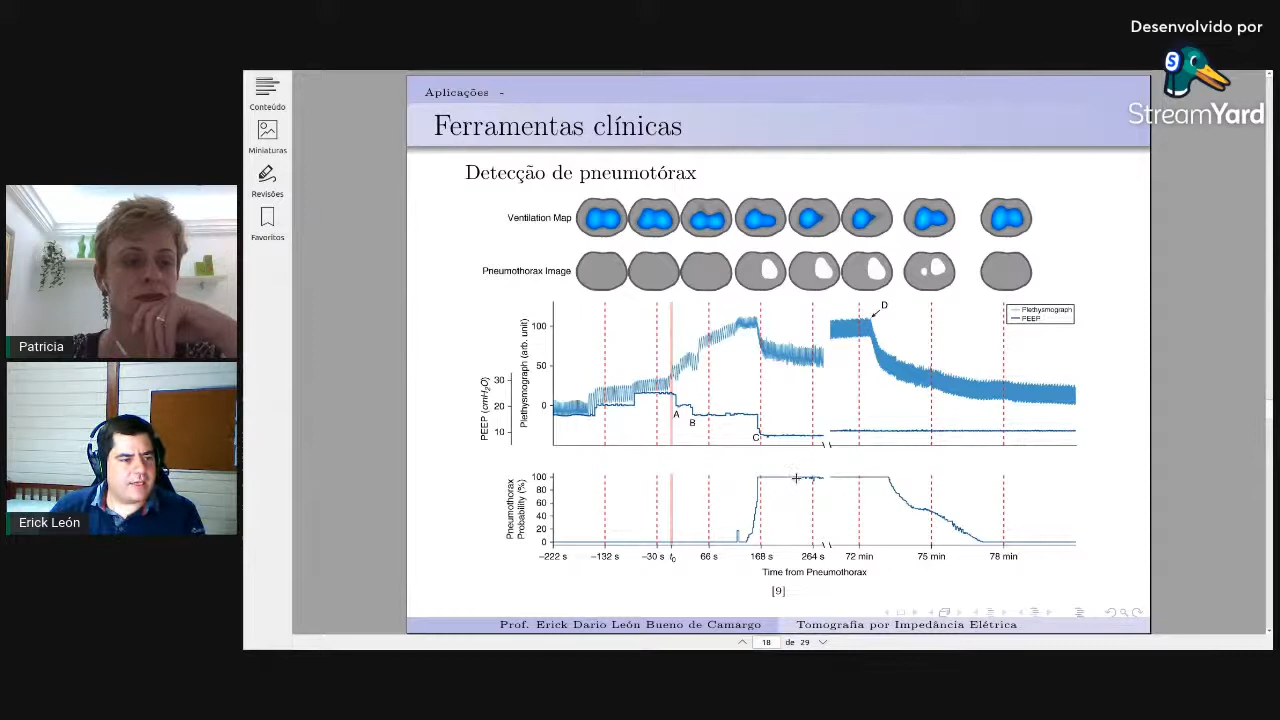 Desenvolvido por
StreamYard
Conteúdo
Miniaturas
Revisões
Favoritos
Aplicações -
Ferramentas clínicas
Detecção de pneumotórax
Ventilation Map
Pneumothorax Image
Plethysmograph (arb. unit)
100
50
0
PEEP (cmH2O)
30
20
10
A
B
C
D
Plethysmograph
PEEP
Pneumothorax
Probability (%)
100
80
60
40
20
0
−222 s −132 s −30 s t0 66 s 168 s 264 s 72 min 75 min 78 min
Time from Pneumothorax
[9]
Prof. Erick Dario León Bueno de Camargo Tomografia por Impedância Elétrica
18 de 29
Patricia
Erick León